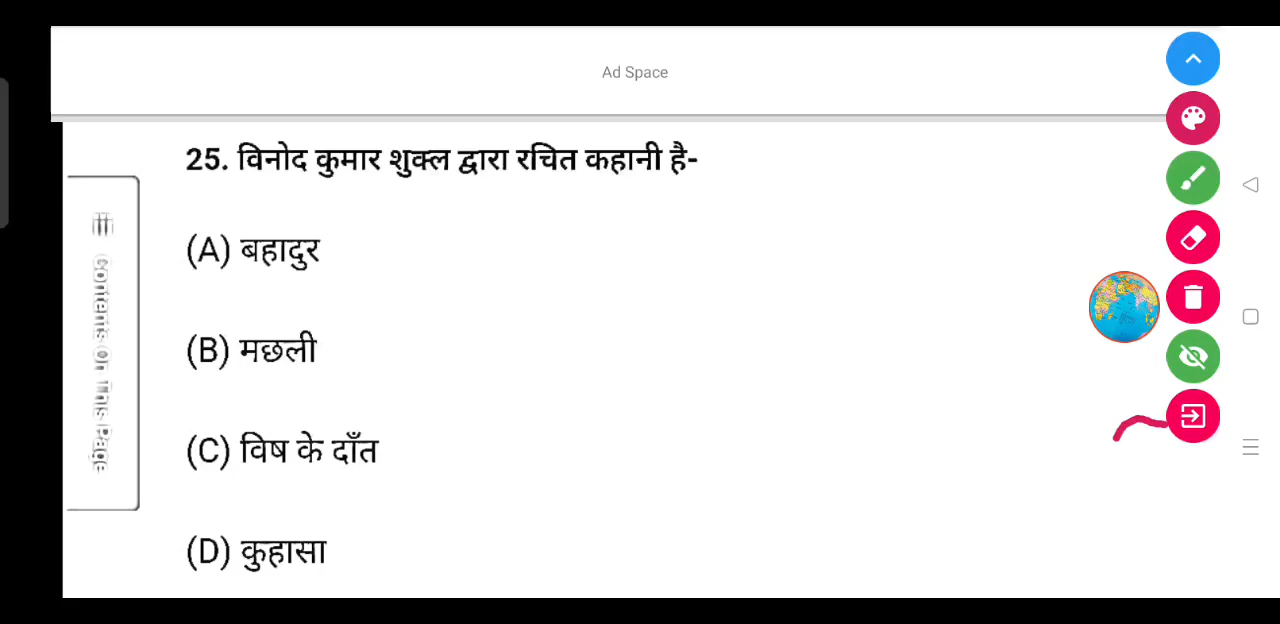 Ad Space
25. विनोद कुमार शुक्ल द्वारा रचित कहानी है-
(A) बहादुर
(B) मछली
(C) विष के दाँत
(D) कुहासा
Contents On This Page